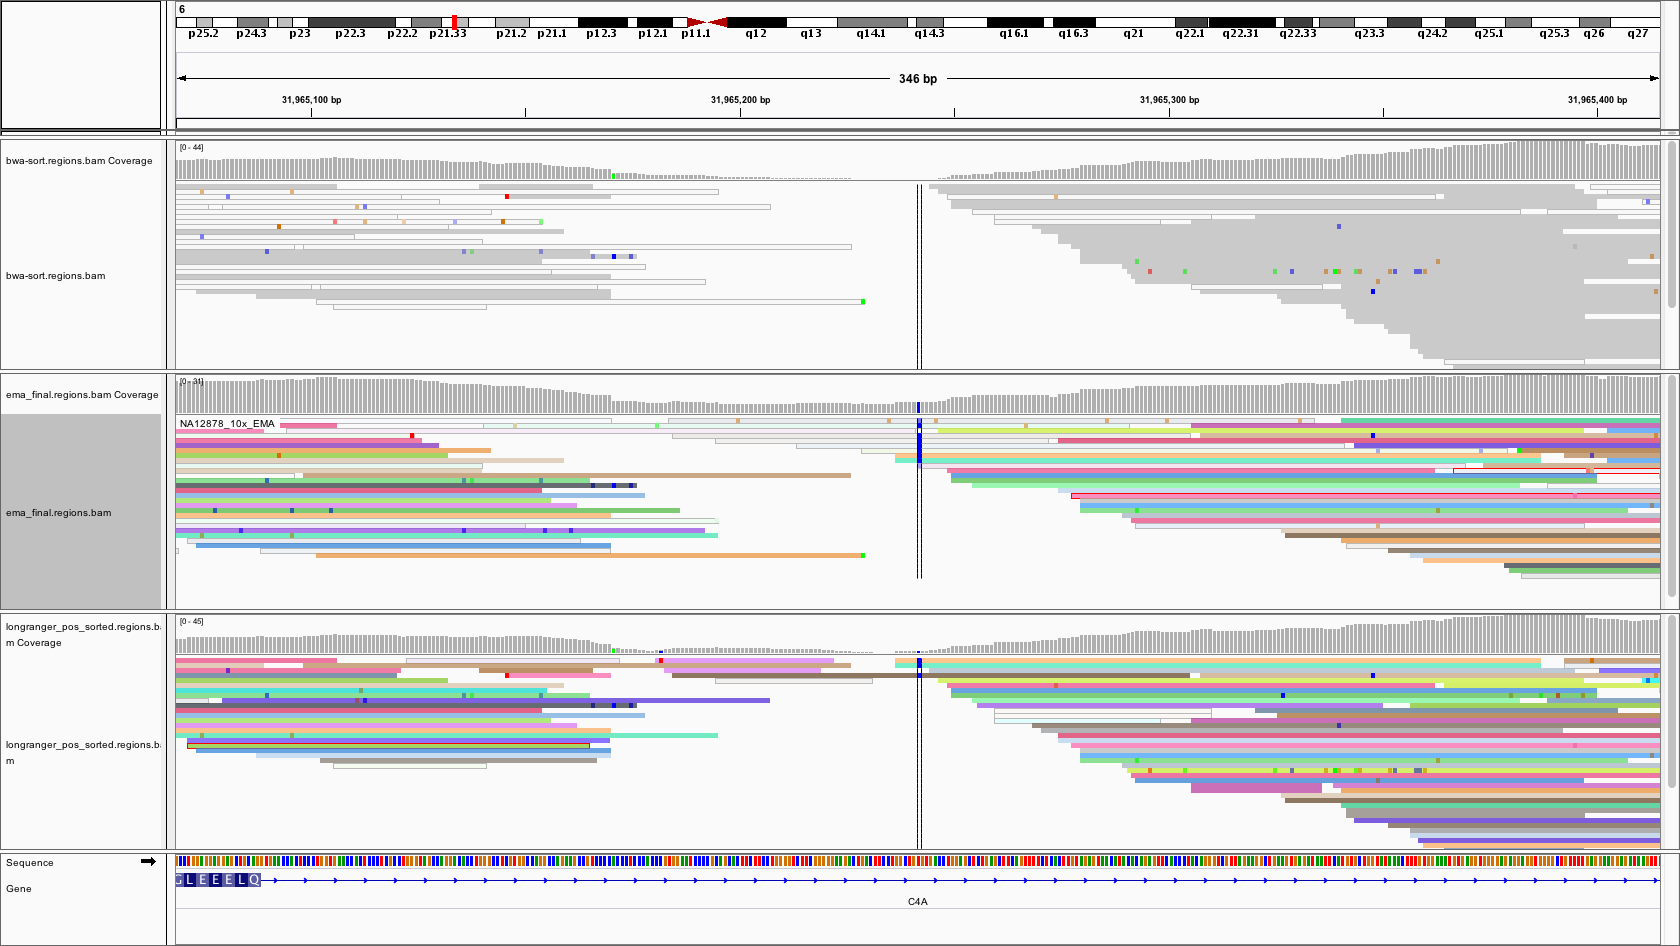 6
p25.2 p24.3 p23 p22.3 p22.2 p21.33 p21.2 p21.1 p12.3 p12.1 p11.1 q12 q13 q14.1 q14.3 q16.1 q16.3 q21 q22.1 q22.31 q22.33 q23.3 q24.2 q25.1 q25.3 q26 q27
346 bp
31,965,100 bp 31,965,200 bp 31,965,300 bp 31,965,400 bp
bwa-sort.regions.bam Coverage
[0 - 44]
bwa-sort.regions.bam
ema_final.regions.bam Coverage
[0 - 31]
NA12878_10x_EMA
ema_final.regions.bam
longranger_pos_sorted.regions.ba
m Coverage
[0 - 45]
longranger_pos_sorted.regions.ba
m
Sequence
Gene
G L E E E L Q
C4A